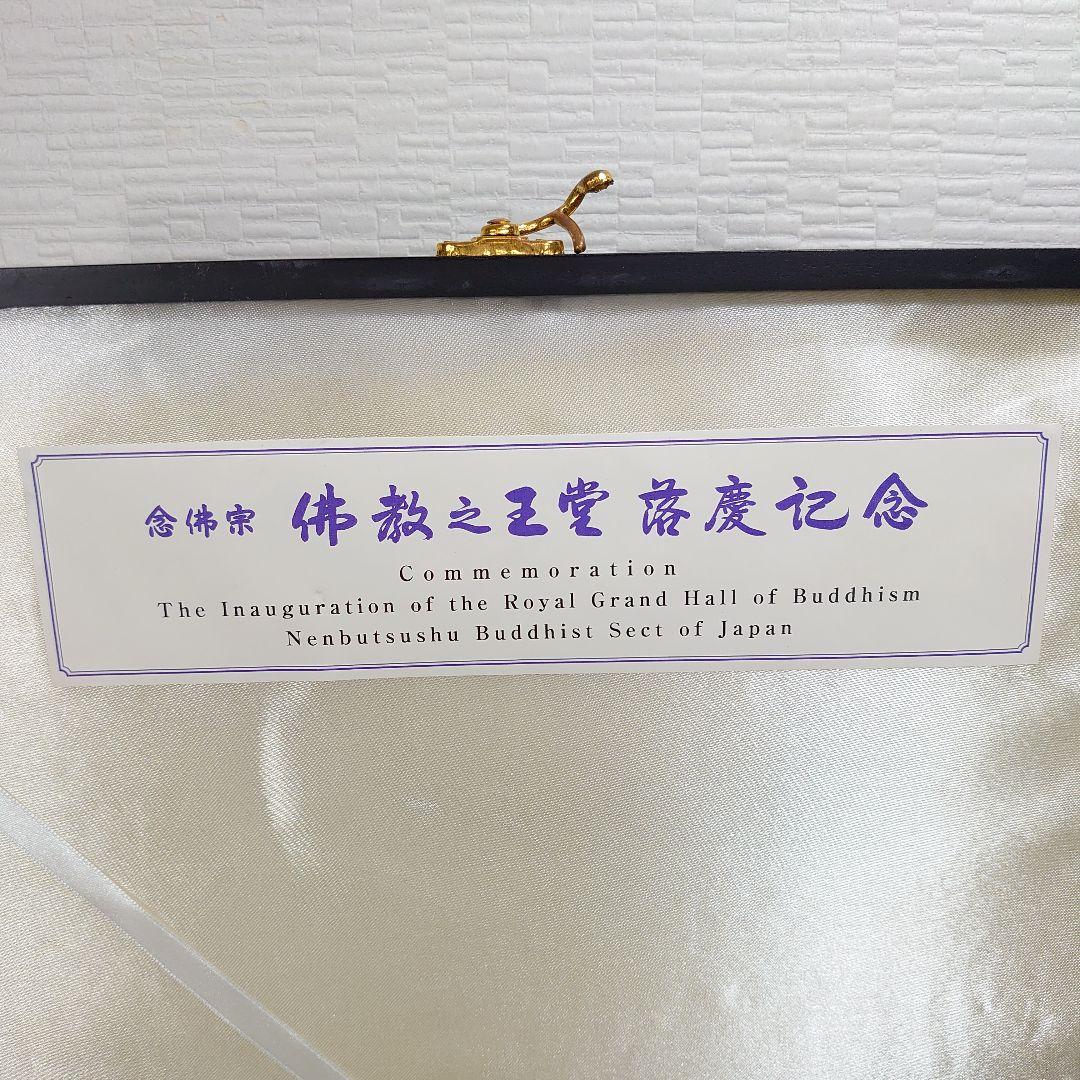 念佛宗 佛教之王堂 落慶記念
Commemoration
The Inauguration of the Royal Grand Hall of Buddhism
Nenbutsushu Buddhist Sect of Japan